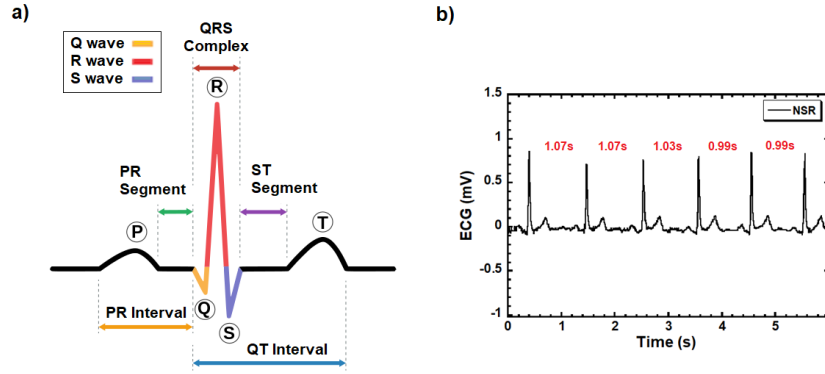 a)
Q wave
R wave
S wave
QRS
Complex
R
PR
Segment
ST
Segment
P
T
Q
S
PR Interval
QT Interval
b)
1.5
1
0.5
0
-0.5
-1
ECG (mV)
NSR
1.07s 1.07s 1.03s 0.99s 0.99s
0 1 2 3 4 5
Time (s)